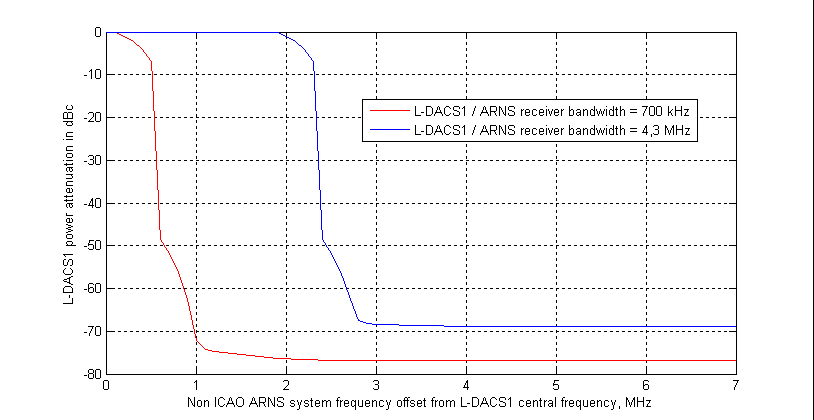 0
-10
-20
-30
-40
-50
-60
-70
-80
L-DACS1 power attenuation in dBc
L-DACS1 / ARNS receiver bandwidth = 700 kHz
L-DACS1 / ARNS receiver bandwidth = 4,3 MHz
0 1 2 3 4 5 6 7
Non ICAO ARNS system frequency offset from L-DACS1 central frequency, MHz